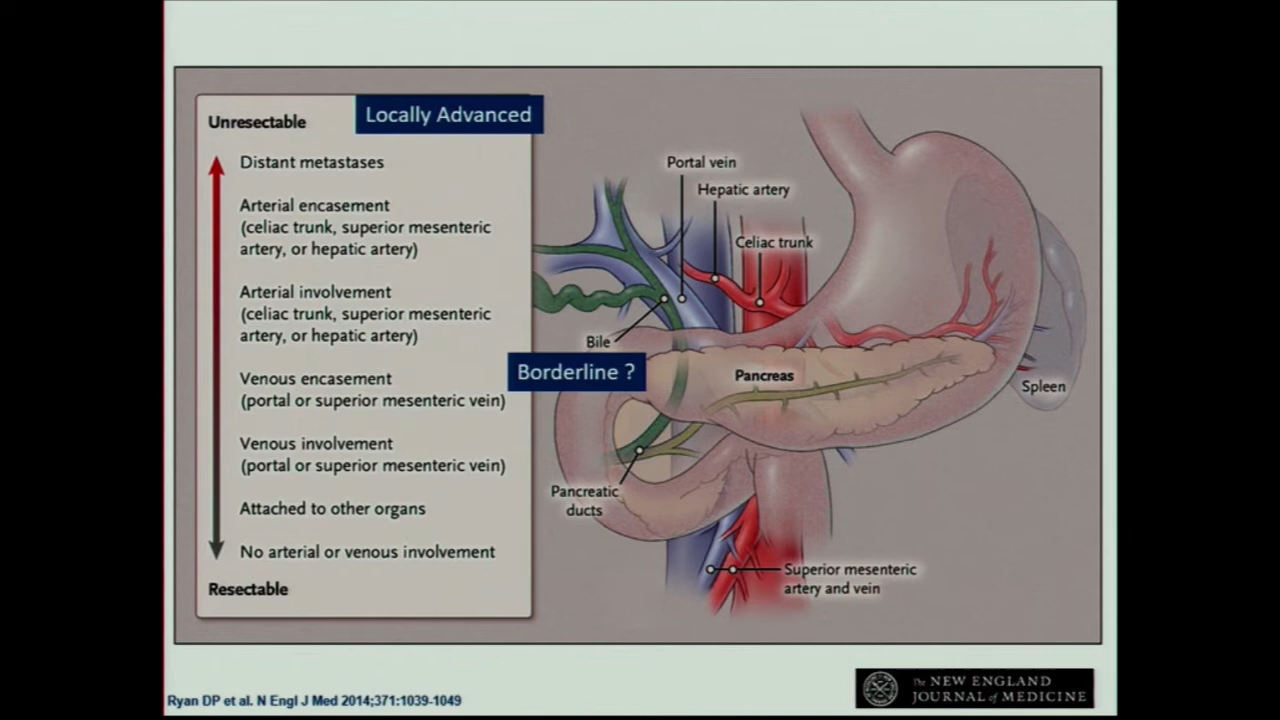 Unresectable
Locally Advanced
Distant metastases
Arterial encasement
(celiac trunk, superior mesenteric
artery, or hepatic artery)
Arterial involvement
(celiac trunk, superior mesenteric
artery, or hepatic artery)
Venous encasement
(portal or superior mesenteric vein)
Venous involvement
(portal or superior mesenteric vein)
Attached to other organs
No arterial or venous involvement
Resectable
Portal vein
Hepatic artery
Celiac trunk
Bile
Borderline ?
Pancreas
Spleen
Pancreatic
ducts
Superior mesenteric
artery and vein
Ryan DP et al. N Engl J Med 2014;371:1039-1049
The NEW ENGLAND
JOURNAL of MEDICINE